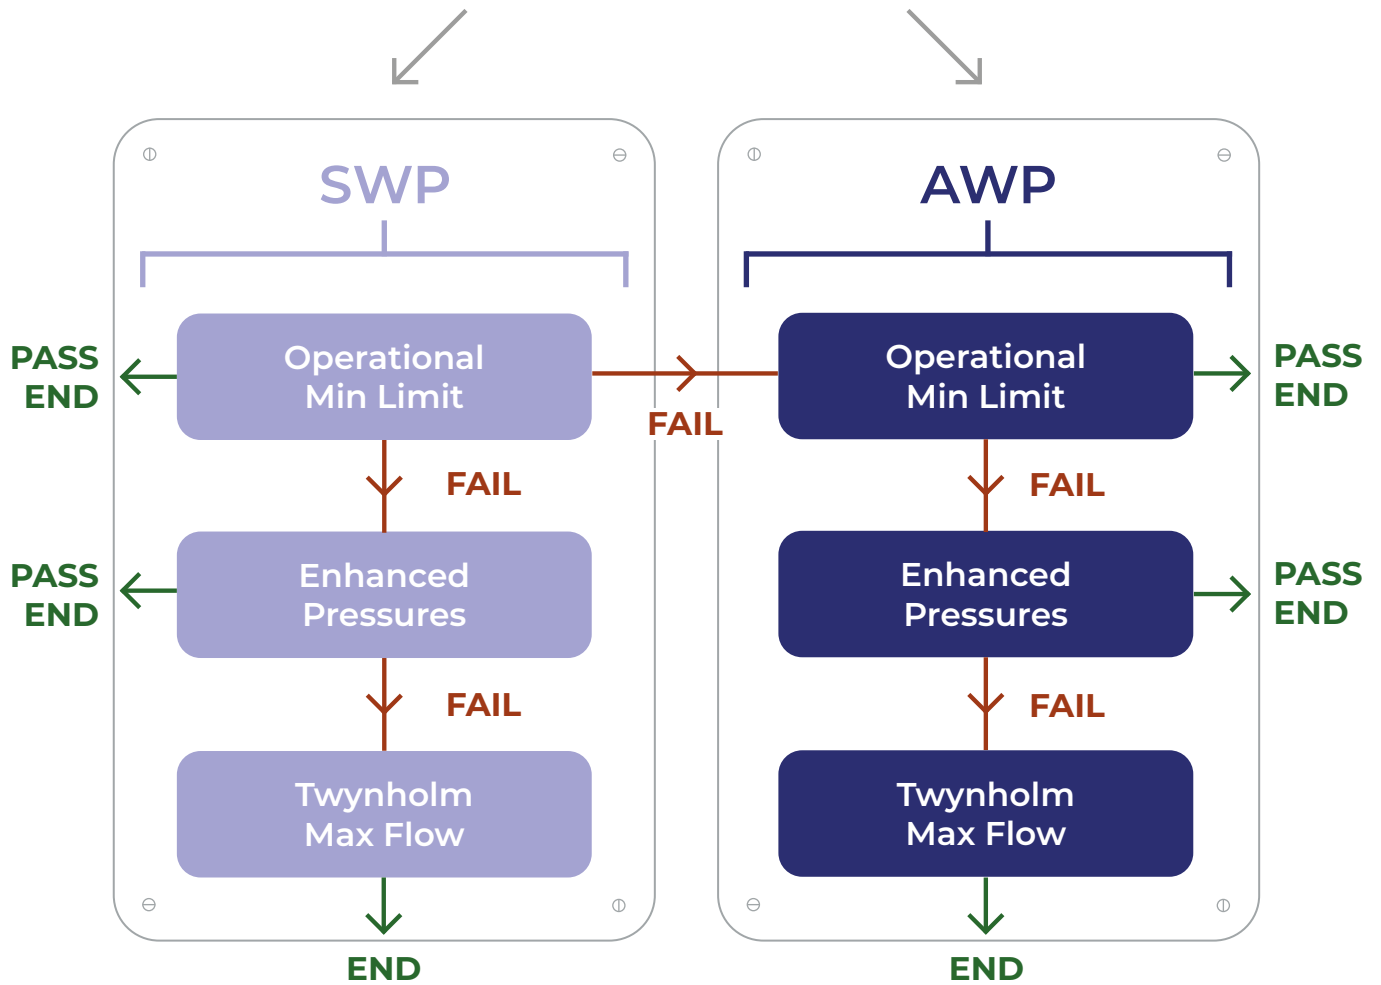 SWP
AWP
PASS
END
Operational
Min Limit
FAIL
Operational
Min Limit
PASS
END
FAIL
FAIL
PASS
END
Enhanced
Pressures
Enhanced
Pressures
PASS
END
FAIL
FAIL
Twynholm
Max Flow
Twynholm
Max Flow
END
END